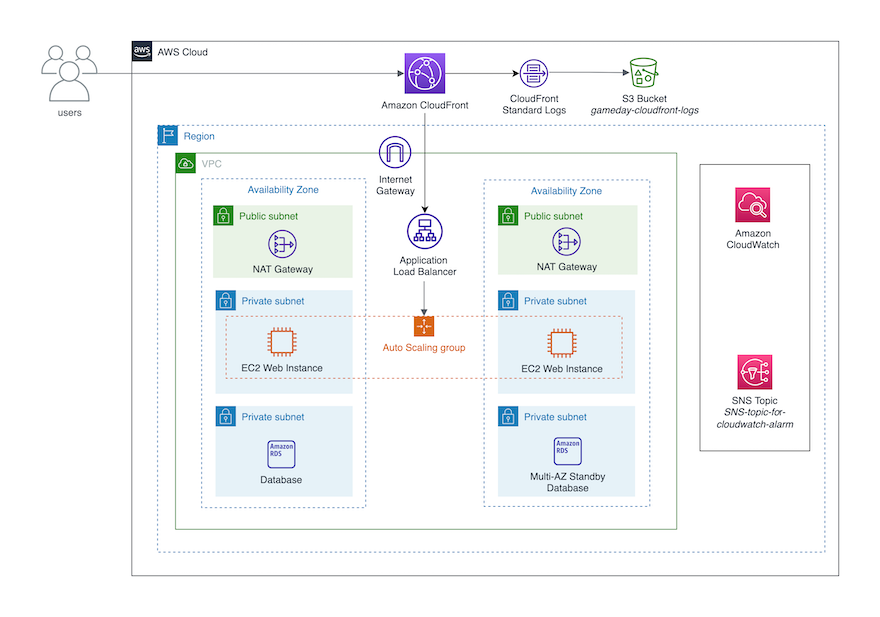 aws
AWS Cloud
users
Amazon CloudFront
CloudFront
Standard Logs
S3 Bucket
gameday-cloudfront-logs
Region
VPC
Internet
Gateway
Availability Zone
Public subnet
NAT Gateway
Private subnet
EC2 Web Instance
Private subnet
Amazon
RDS
Database
Application
Load Balancer
Auto Scaling group
Availability Zone
Public subnet
NAT Gateway
Private subnet
EC2 Web Instance
Private subnet
Amazon
RDS
Multi-AZ Standby
Database
Amazon
CloudWatch
SNS Topic
SNS-topic-for-
cloudwatch-alarm